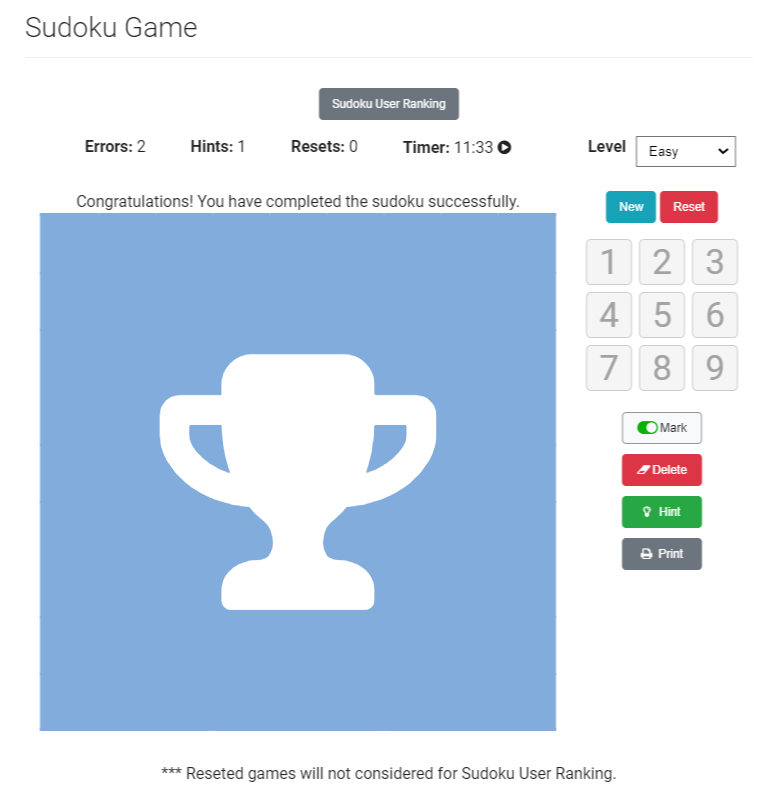 Sudoku Game
Sudoku User Ranking
Errors: 2 Hints: 1 Resets: 0 Timer: 11:33 Level Easy
Congratulations! You have completed the sudoku successfully.
New Reset
1 2 3
4 5 6
7 8 9
Mark
Delete
Hint
Print
*** Reseted games will not considered for Sudoku User Ranking.